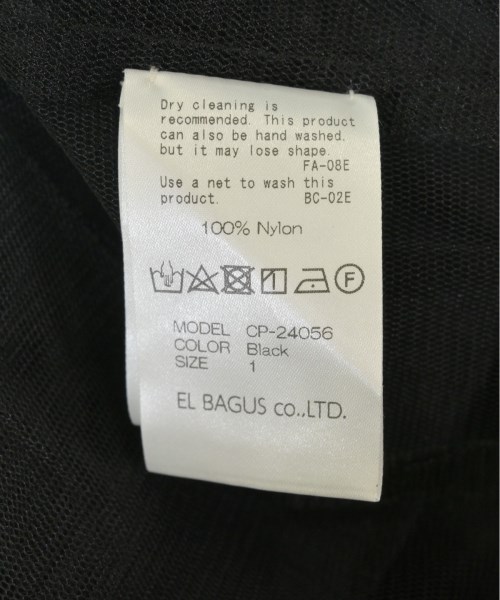 Dry cleaning is
recommended. This product
can also be hand washed.
but it may lose shape.
FA-08E
Use a net to wash this
product. BC-02E
100% Nylon
F
MODEL CP-24056
COLOR Black
SIZE 1
EL BAGUS CO.,LTD.